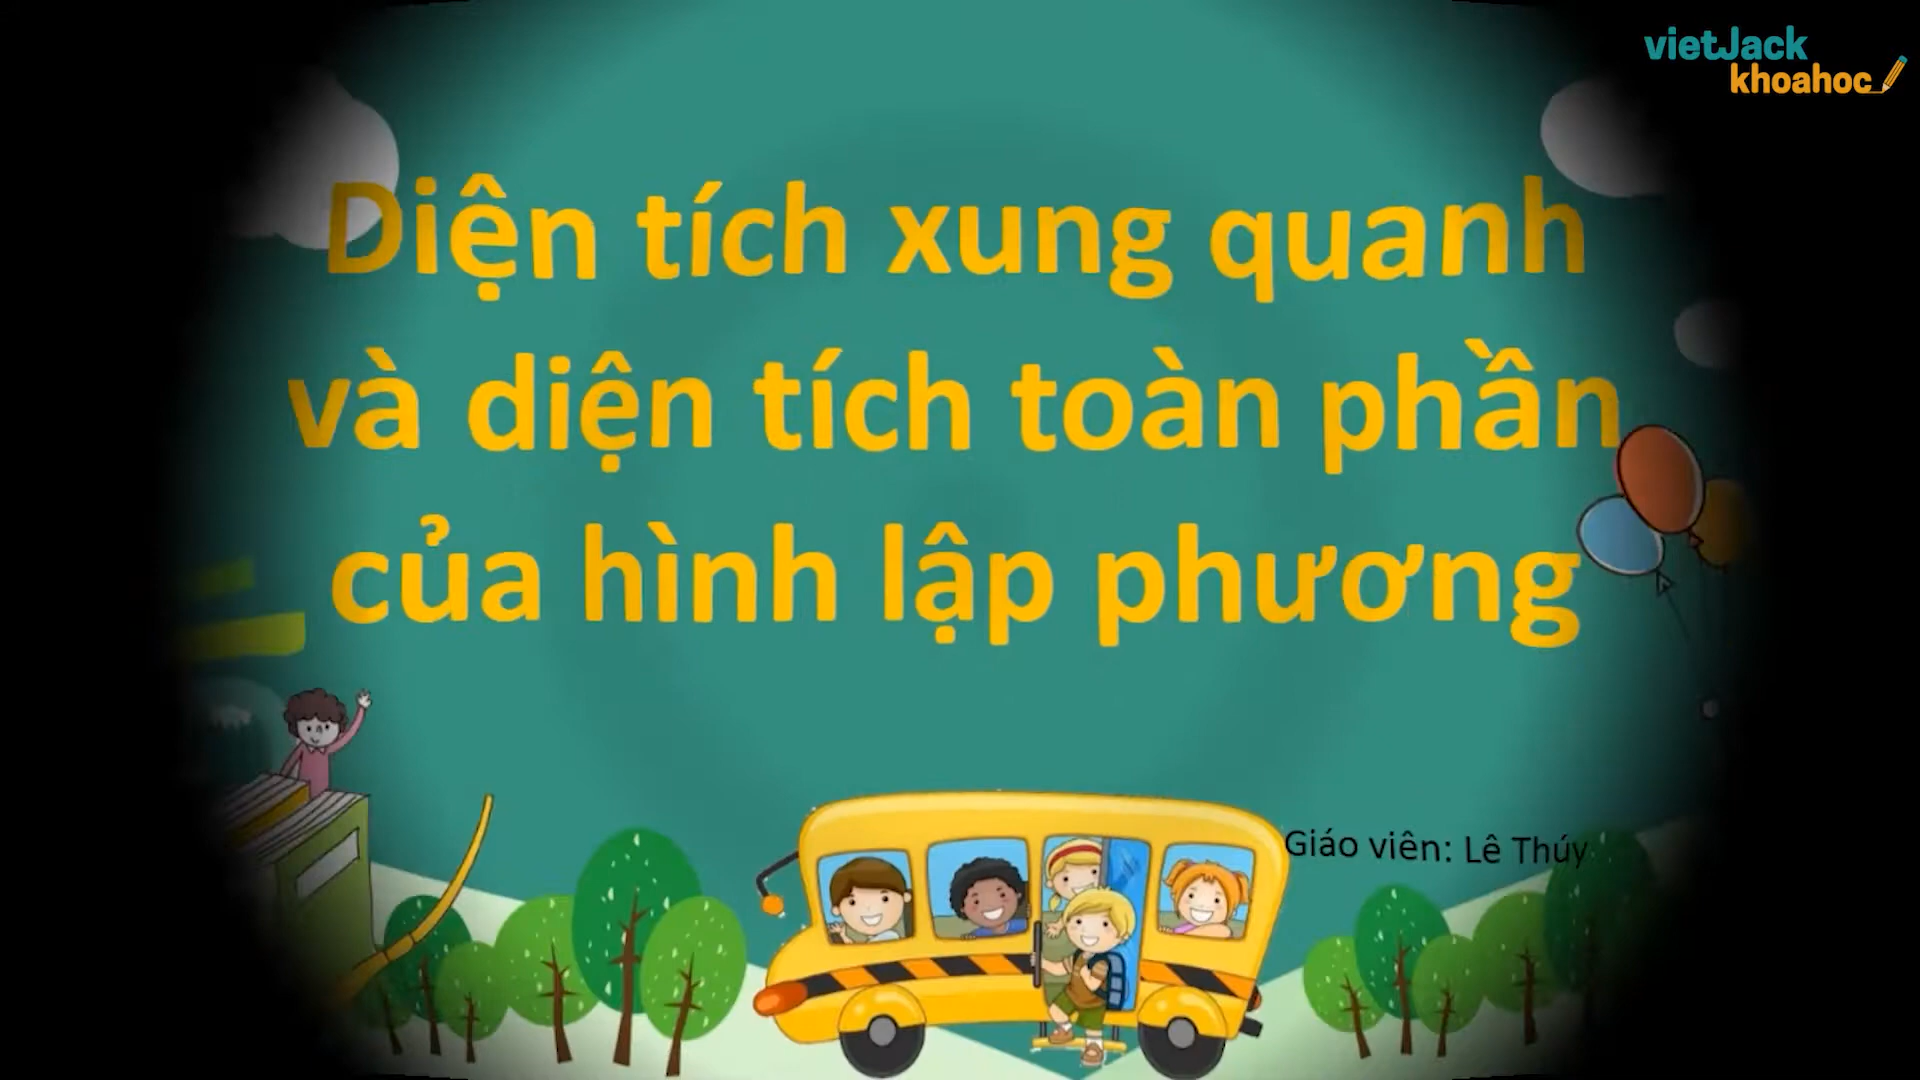 vietJack
khoahoc
Diện tích xung quanh
và diện tích toàn phần
của hình lập phương
Giáo viên: Lê Thúy